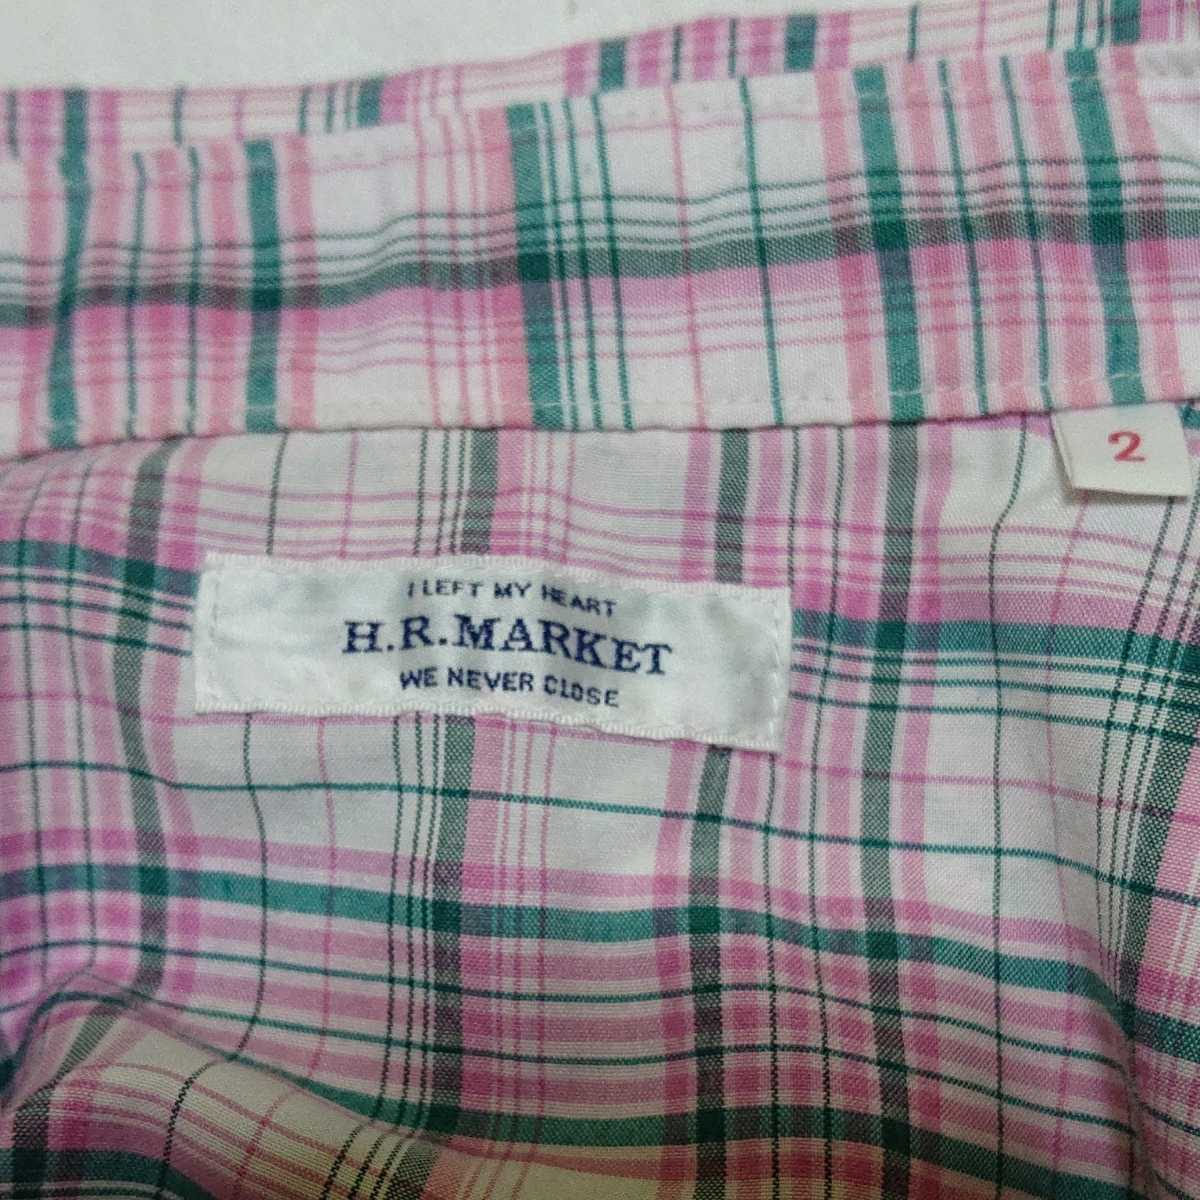 2
I LEFT MY HEART
H.R.MARKET
WE NEVER CLOSE